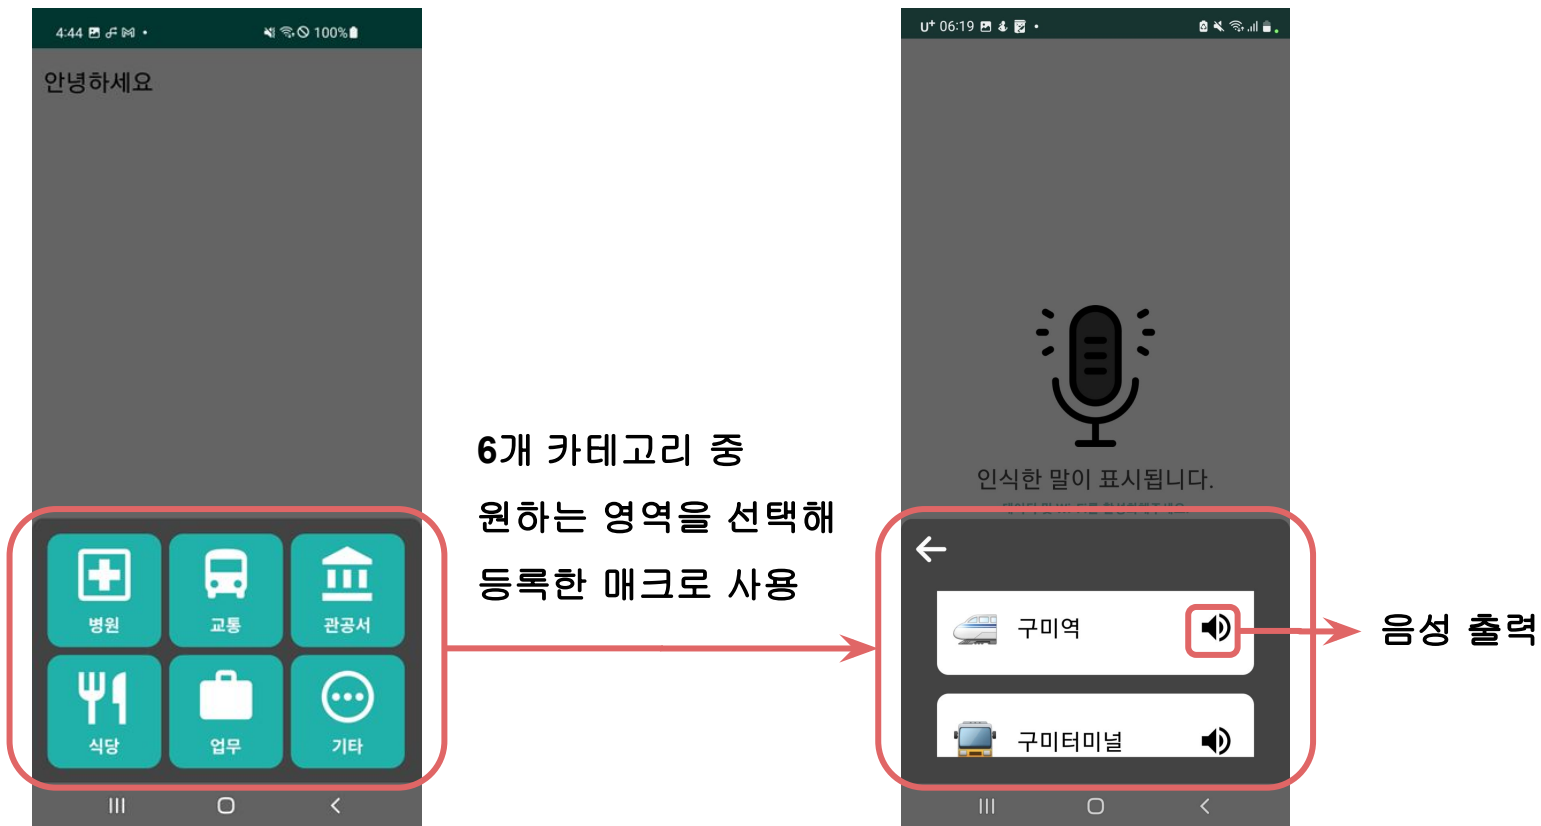 4:44
100%
안녕하세요
병원
교통
관공서
식당
업무
기타
6개 카테고리 중
원하는 영역을 선택해
등록한 매크로 사용
U+ 06:19
인식한 말이 표시됩니다.
구미역
구미터미널
음성 출력